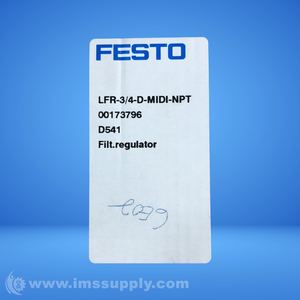 FESTO
LFR-3/4-D-MIDI-NPT
00173796
D541
Filt.regulator
www.imssupply.com